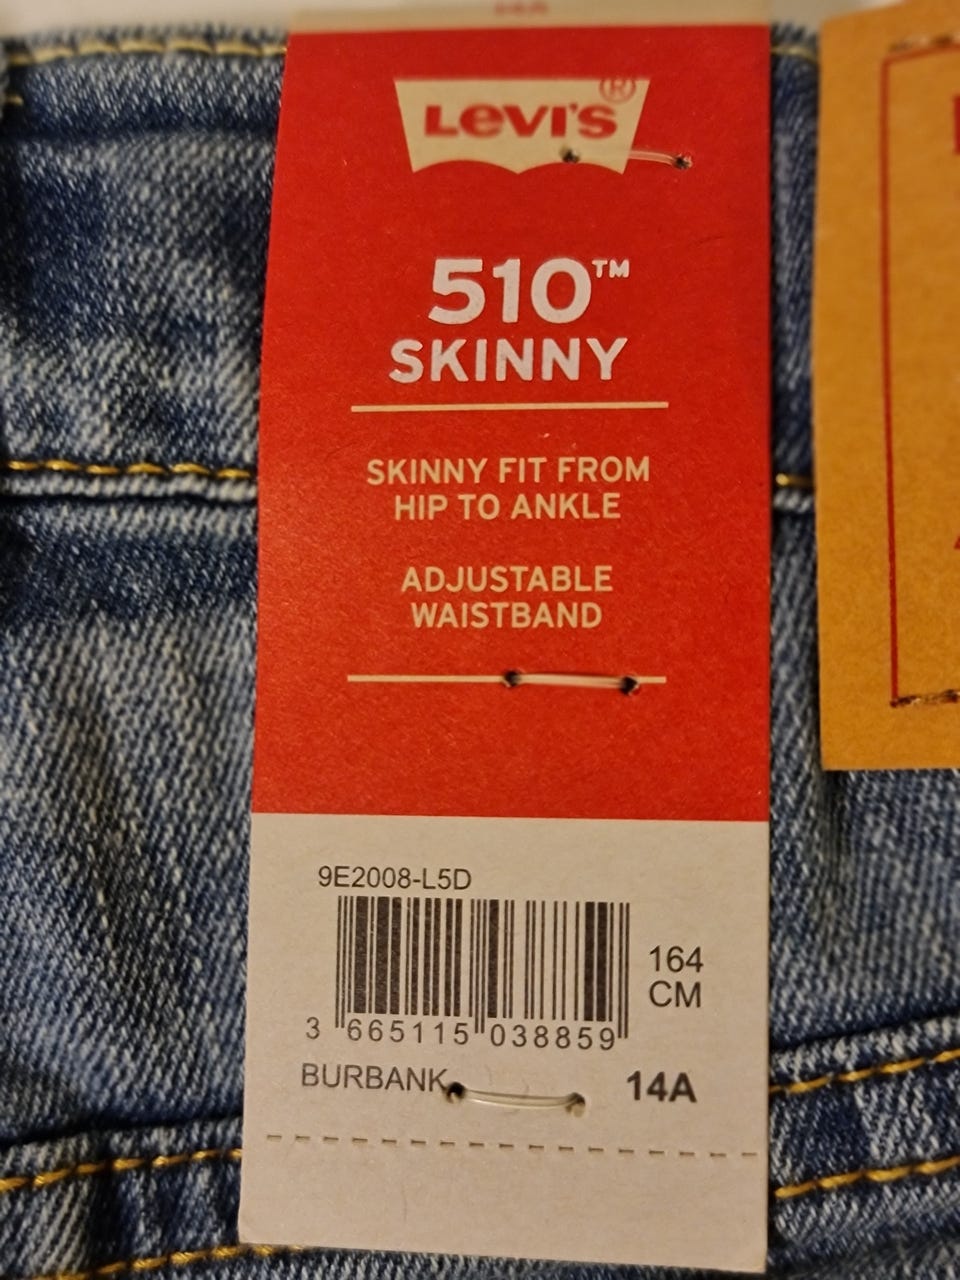 LEVI'S®
510™
SKINNY
SKINNY FIT FROM
HIP TO ANKLE
ADJUSTABLE
WAISTBAND
9E2008-L5D
164
CM
3 665115 038859
BURBANK
14A